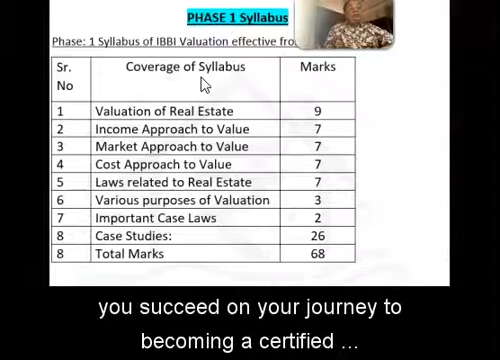 PHASE 1 Syllabus
Phase: 1 Syllabus of IBBI Valuation effective fro
Sr. No Coverage of Syllabus Marks
1 Valuation of Real Estate 9
2 Income Approach to Value 7
3 Market Approach to Value 7
4 Cost Approach to Value 7
5 Laws related to Real Estate 7
6 Various purposes of Valuation 3
7 Important Case Laws 2
8 Case Studies: 26
8 Total Marks 68
you succeed on your journey to
becoming a certified ...